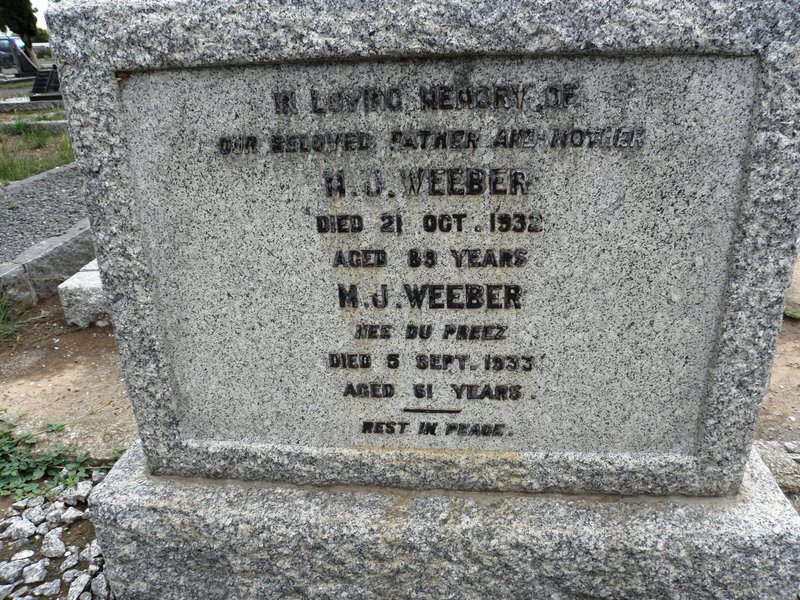 IN LOVING MEMORY OF
OUR BELOVED FATHER AND MOTHER
M.J. WEEBER
DIED 21 OCT. 1932
AGED 89 YEARS
M.J. WEEBER
NEE DU PREEZ
DIED 5 SEPT. 1933
AGED 61 YEARS.
REST IN PEACE.